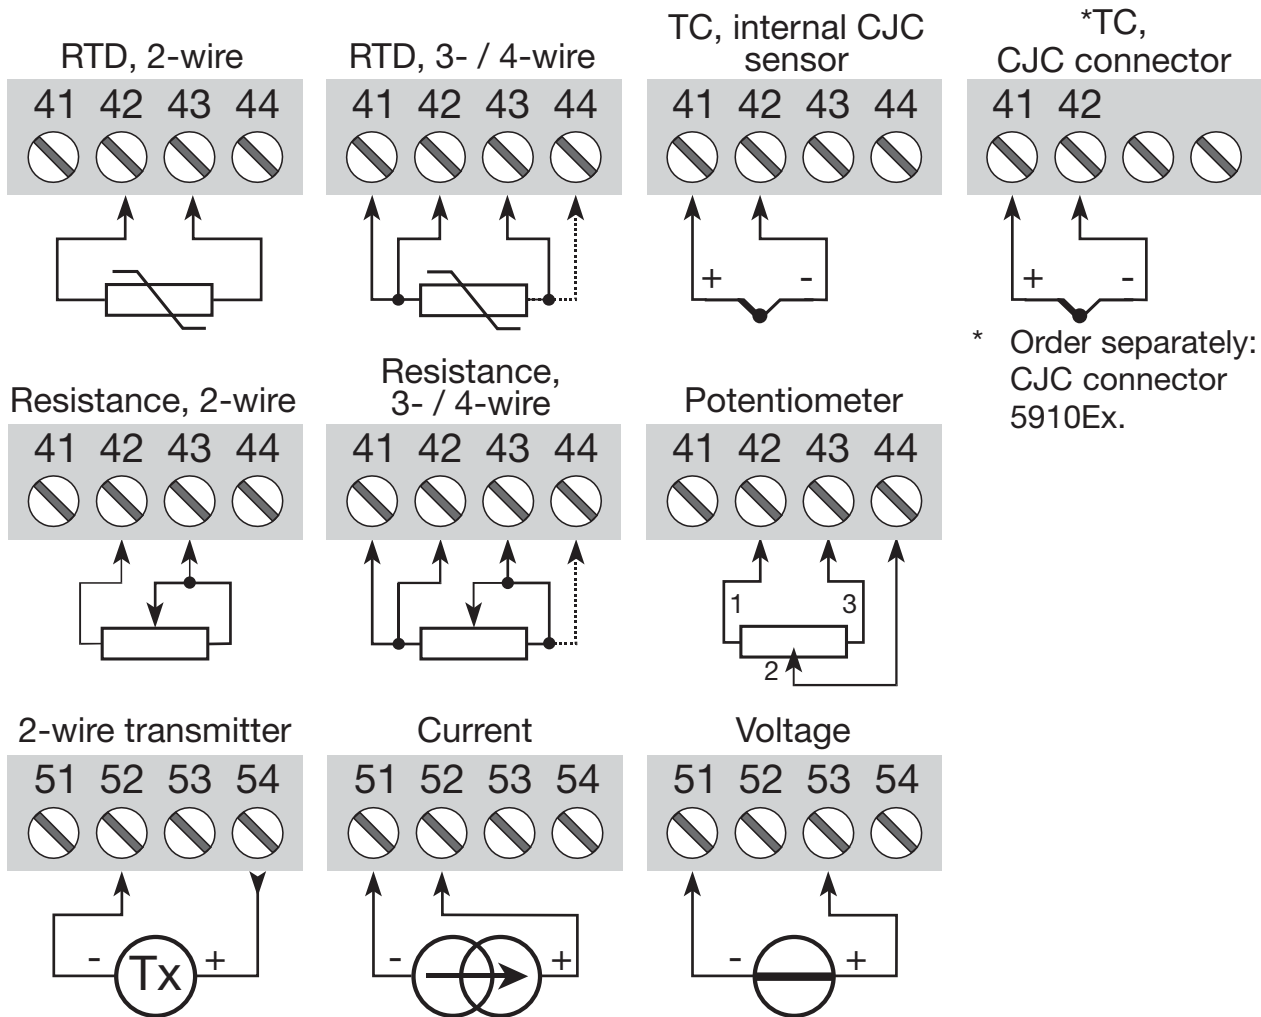 RTD, 2-wire
41 42 43 44
RTD, 3- / 4-wire
41 42 43 44
TC, internal CJC
sensor
41 42 43 44
+ -
*TC,
CJC connector
41 42
+ -
* Order separately:
CJC connector
5910Ex.
Resistance, 2-wire
41 42 43 44
Resistance,
3- / 4-wire
41 42 43 44
Potentiometer
41 42 43 44
1 3
2
2-wire transmitter
51 52 53 54
- Tx +
Current
51 52 53 54
- +
Voltage
51 52 53 54
- +